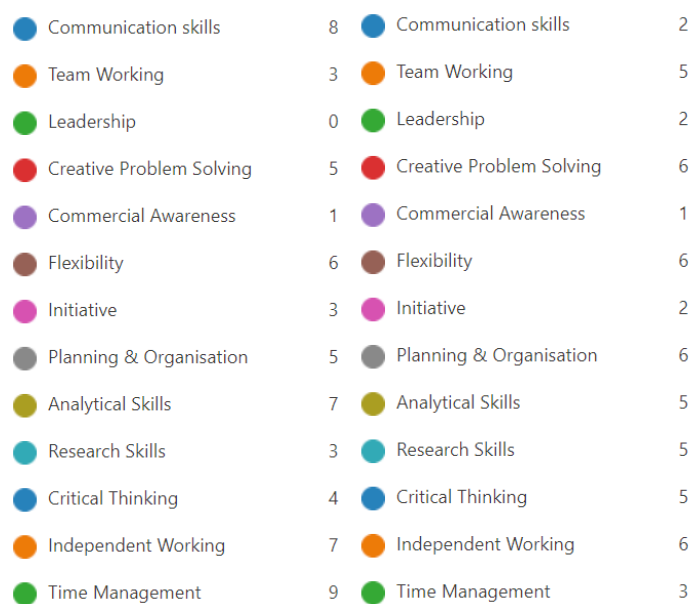 Communication skills 8 Communication skills 2
Team Working 3 Team Working 5
Leadership 0 Leadership 2
Creative Problem Solving 5 Creative Problem Solving 6
Commercial Awareness 1 Commercial Awareness 1
Flexibility 6 Flexibility 6
Initiative 3 Initiative 2
Planning & Organisation 5 Planning & Organisation 6
Analytical Skills 7 Analytical Skills 5
Research Skills 3 Research Skills 5
Critical Thinking 4 Critical Thinking 5
Independent Working 7 Independent Working 6
Time Management 9 Time Management 3